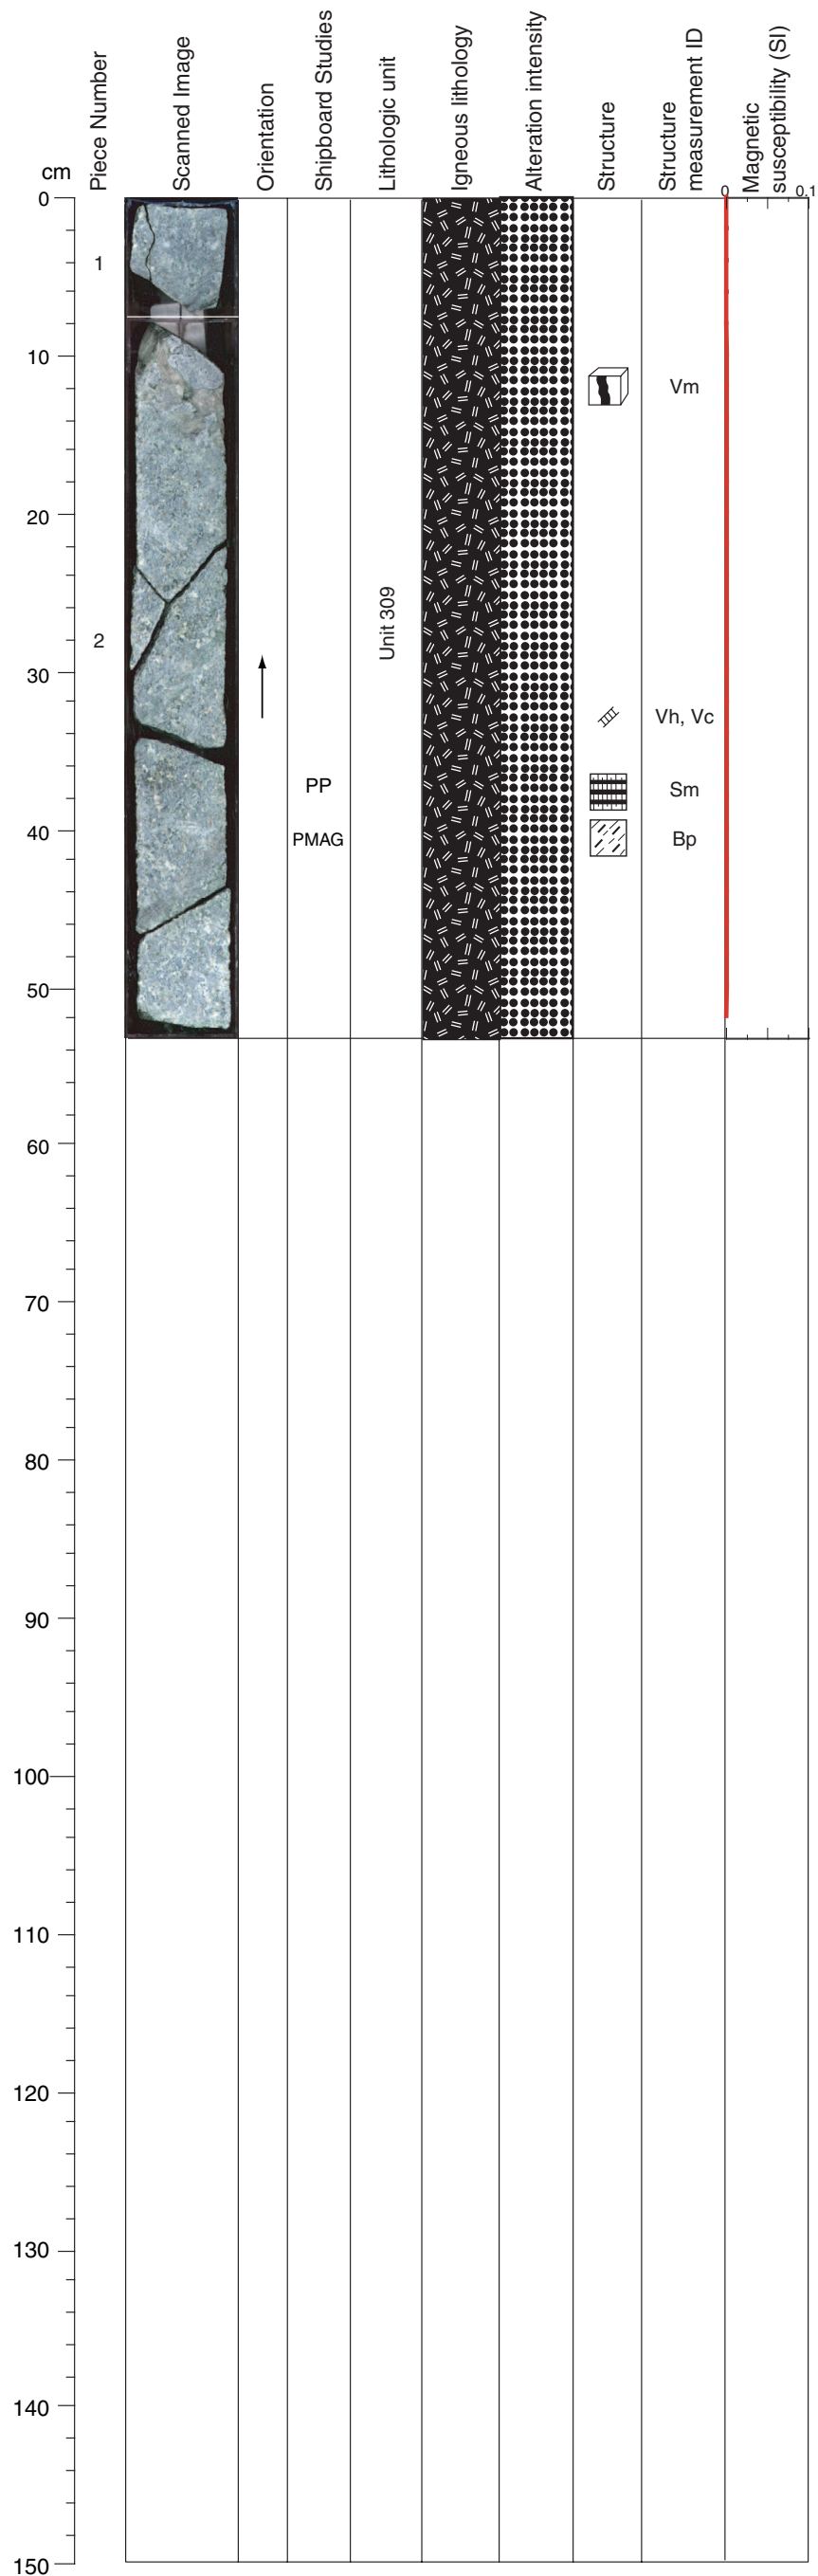 cm
Piece Number
Scanned Image
Orientation
Shipboard Studies
Lithologic unit
Igneous lithology
Alteration intensity
Structure
Structure
measurement ID
Magnetic
susceptibility (SI)
0 0.1
0
1
10
Vm
20
Unit 309
2
30
Vh, Vc
PP
Sm
40
PMAG
Bp
50
60
70
80
90
100
110
120
130
140
150